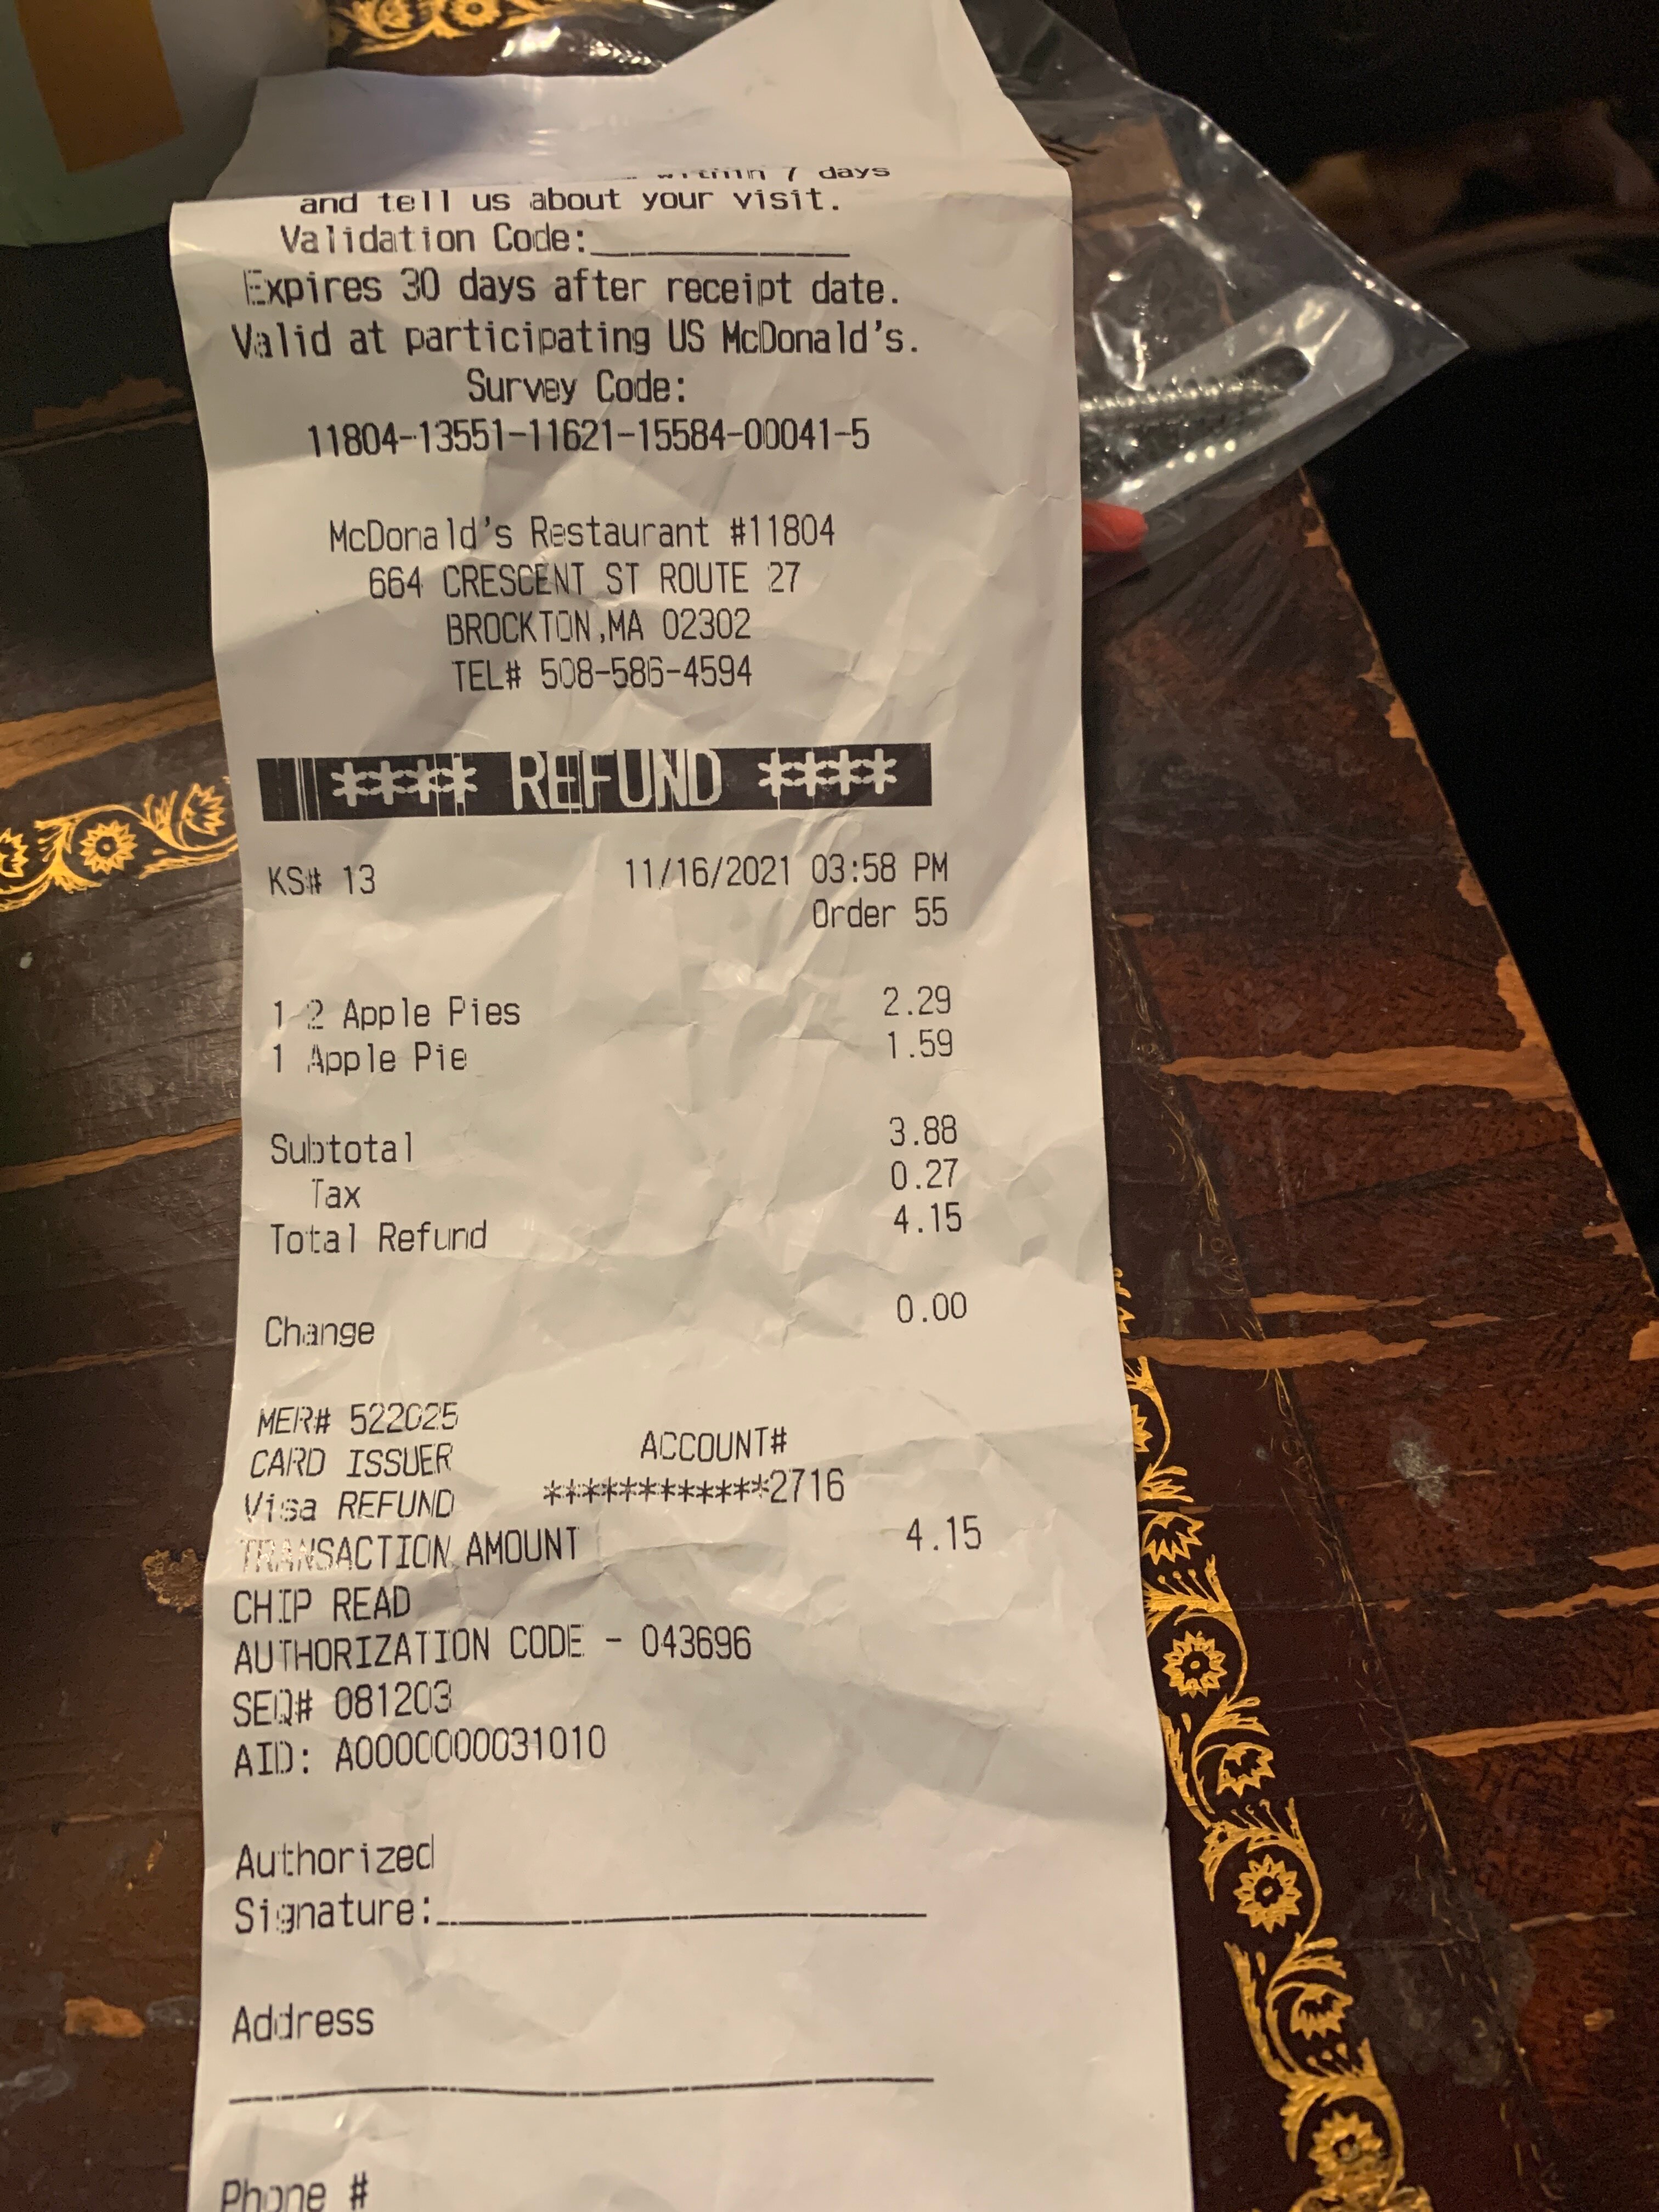 within 7 days
and tell us about your visit.
Validation Code:____________
Expires 30 days after receipt date.
Valid at participating US McDonald's.
Survey Code:
11804-13551-11621-15584-00041-5
McDonald's Restaurant #11804
664 CRESCENT ST ROUTE 27
BROCKTON,MA 02302
TEL# 508-586-4594
**** REFUND ****
KS# 13 11/16/2021 03:58 PM
Order 55
1 2 Apple Pies 2.29
1 Apple Pie 1.59
Subtotal 3.88
Tax 0.27
Total Refund 4.15
Change 0.00
MER# 522025
CARD ISSUER ACCOUNT#
Visa REFUND ************2716
TRANSACTION AMOUNT 4.15
CHIP READ
AUTHORIZATION CODE - 043696
SEQ# 081203
AID: A0000000031010
Authorized
Signature:____________________
Address
____________________________
Phone #